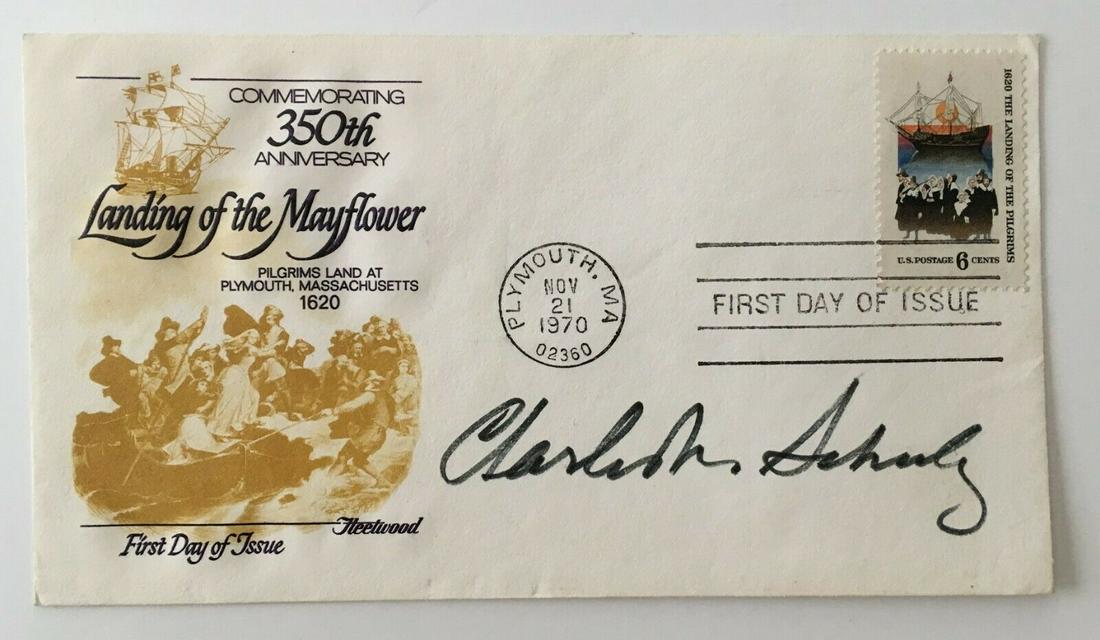 COMMEMORATING
350th
ANNIVERSARY
Landing of the Mayflower
PILGRIMS LAND AT
PLYMOUTH, MASSACHUSETTS
1620
Fleetwood
First Day of Issue
1620 THE LANDING OF THE PILGRIMS
U.S. POSTAGE 6 CENTS
PLYMOUTH, MA
NOV
21
1970
02360
FIRST DAY OF ISSUE
Charles M. Schulz